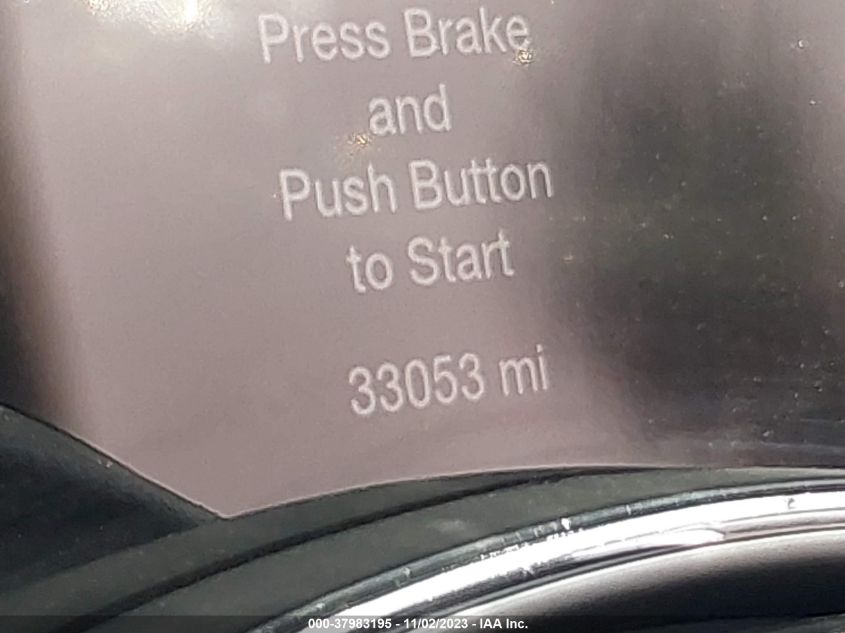 Press Brake
and
Push Button
to Start
33053 mi
000-37983195 - 11/02/2023 - IAA Inc.